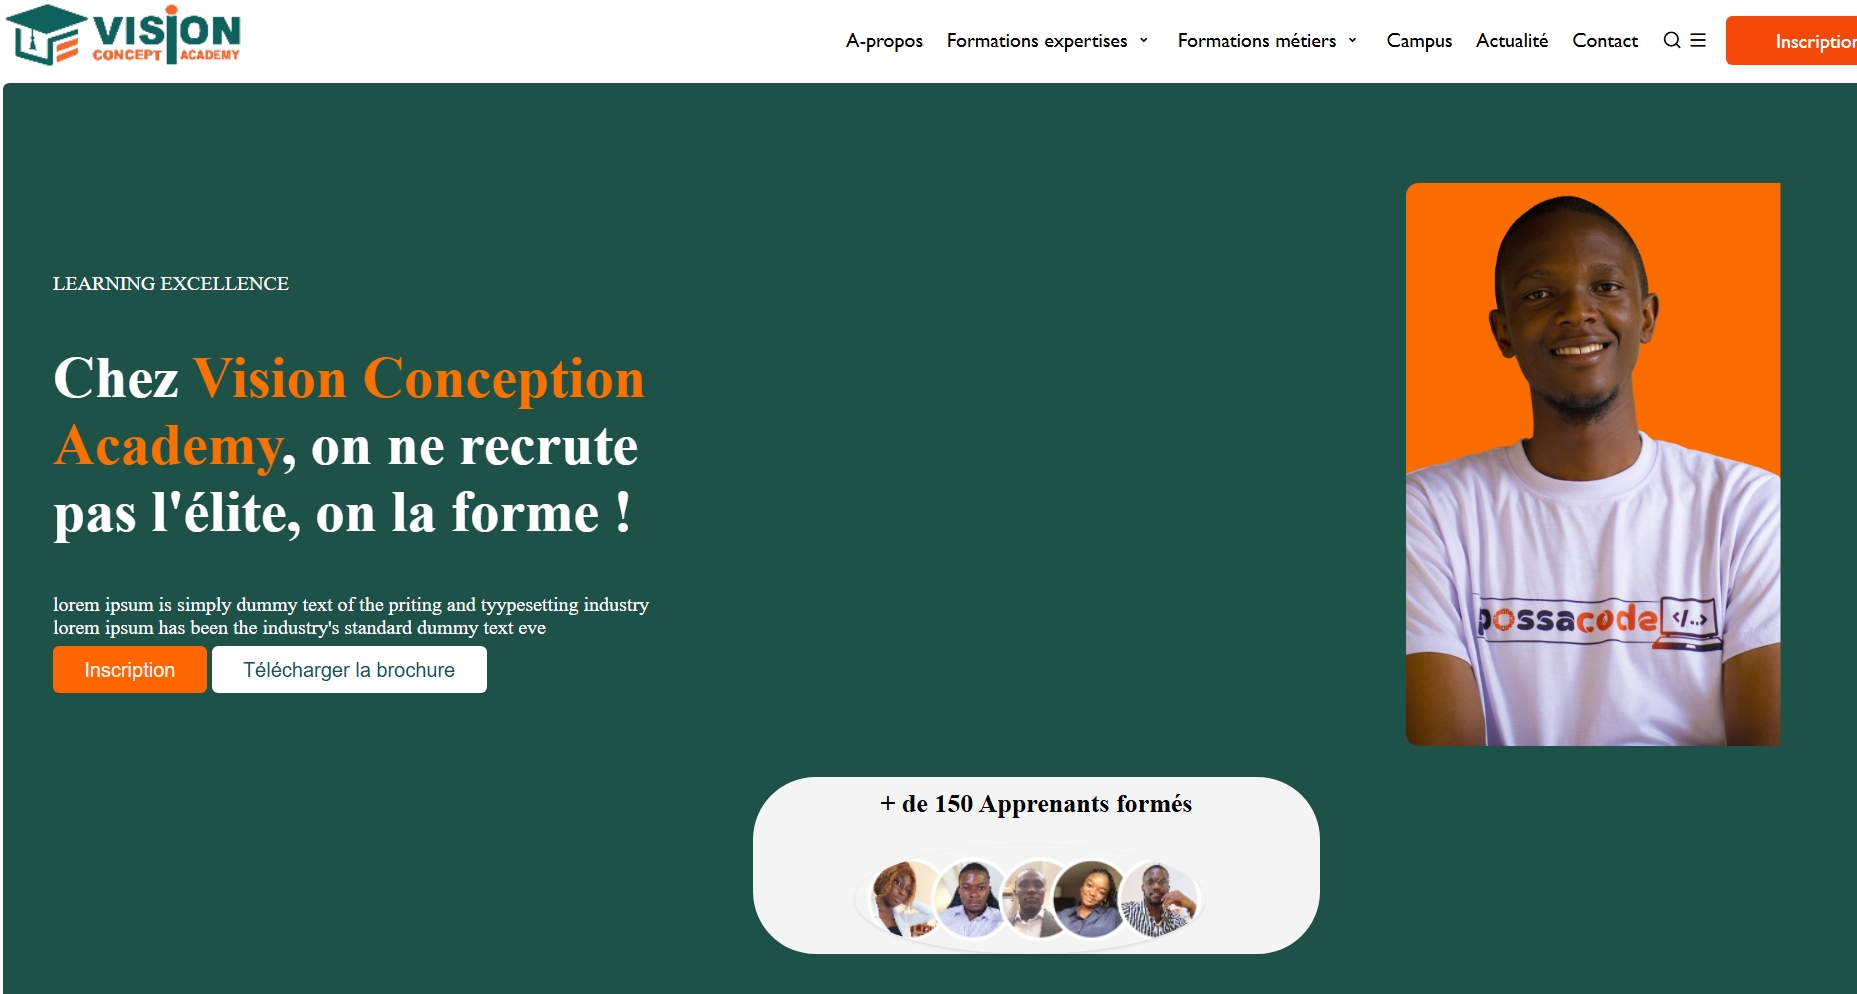 VISION
CONCEPT ACADEMY
A-propos Formations expertises Formations métiers Campus Actualité Contact Inscription
LEARNING EXCELLENCE
Chez Vision Conception
Academy, on ne recrute
pas l'élite, on la forme !
lorem ipsum is simply dummy text of the priting and tyypesetting industry
lorem ipsum has been the industry's standard dummy text eve
Inscription Télécharger la brochure
possacode </..>
+ de 150 Apprenants formés